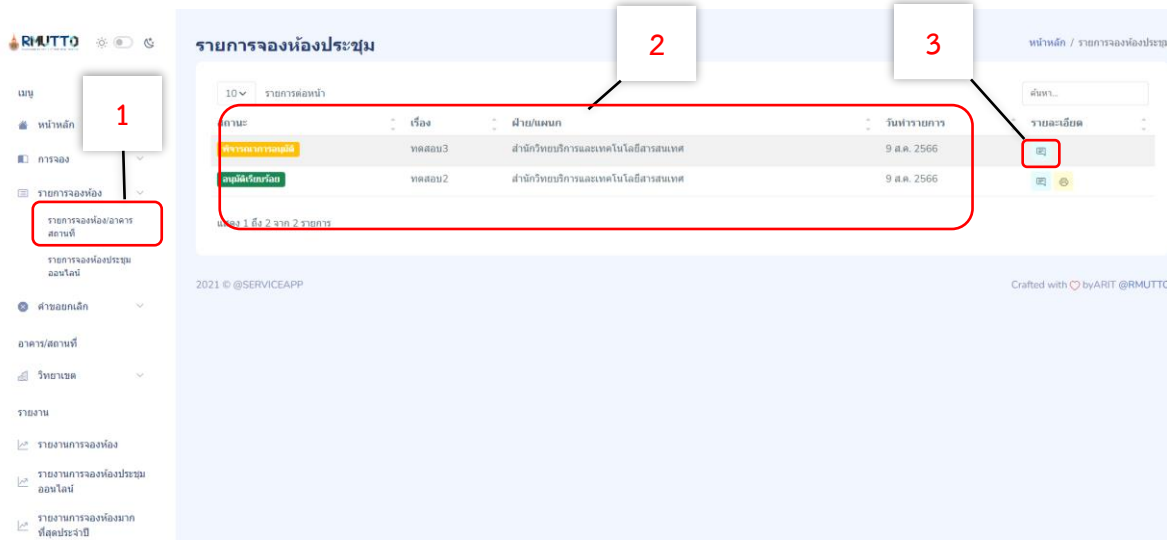 RMUTTO
เมนู
หน้าหลัก
การจอง
รายการจองห้อง
รายการจองห้อง/อาคาร
สถานที่
รายการจองห้องประชุม
ออนไลน์
คำขอยกเลิก
อาคาร/สถานที่
วิทยาเขต
รายงาน
รายงานการจองห้อง
รายงานการจองห้องประชุม
ออนไลน์
รายงานการจองห้องมาก
ที่สุดประจำปี
1
2
3
รายการจองห้องประชุม
หน้าหลัก / รายการจองห้องประชุม
10 รายการต่อหน้า
ค้นหา...
สถานะ เรื่อง ฝ่าย/แผนก วันทำรายการ รายละเอียด
พิจารณาการอนุมัติ ทดสอบ3 สำนักวิทยบริการและเทคโนโลยีสารสนเทศ 9 ส.ค. 2566
อนุมัติเรียบร้อย ทดสอบ2 สำนักวิทยบริการและเทคโนโลยีสารสนเทศ 9 ส.ค. 2566
แสดง 1 ถึง 2 จาก 2 รายการ
2021 © @SERVICEAPP
Crafted with byARIT @RMUTTO